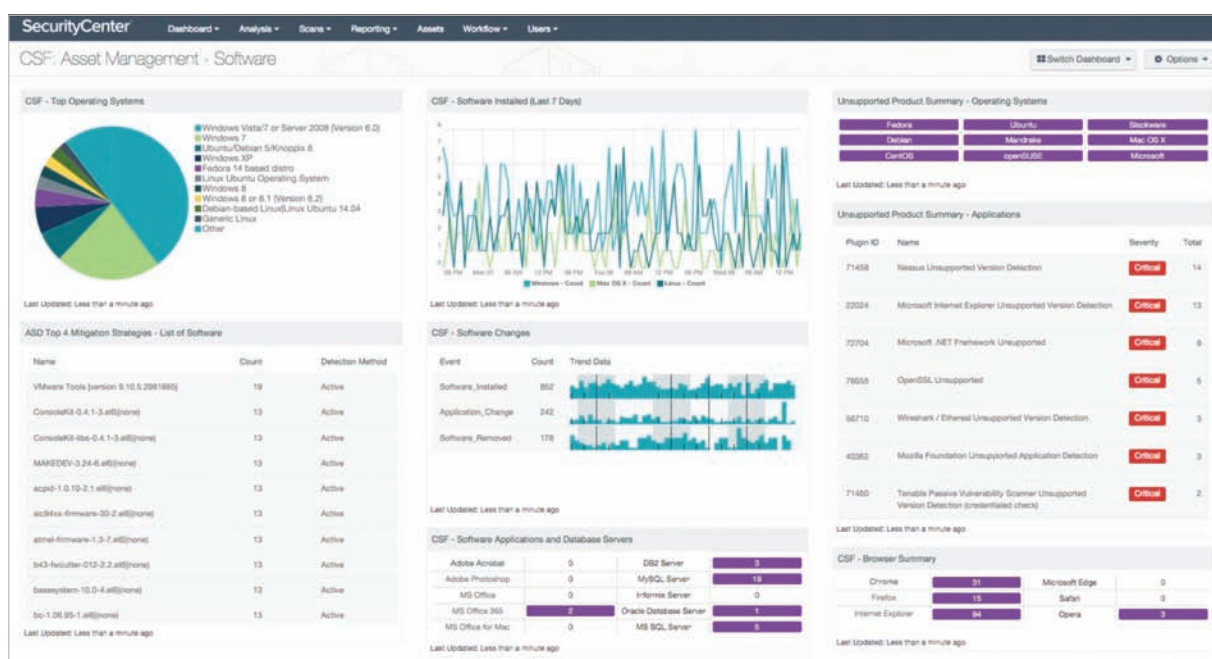 SecurityCenter
Dashboard
Analysis
Scans
Reporting
Assets
Workflow
Users
CSF: Asset Management - Software
Switch Dashboard
Options
CSF - Top Operating Systems
Windows Vista/7 or Server 2008 (Version 6.0)
Windows 7
Ubuntu/Debian 5/Knoppix 8
Windows XP
Fedora 14 based distro
Linux Ubuntu Operating System
Windows 8
Windows 8 or 8.1 (Version 6.2)
Debian-based Linux|Linux Ubuntu 14.04
Generic Linux
Other
Last Updated: Less than a minute ago
ASD Top 4 Mitigation Strategies - List of Software
Name Count Detection Method
VMware Tools [version 9.10.5.2981885] 19 Active
ConsoleKit-0.4.1-3.el6|(none) 13 Active
ConsoleKit-libs-0.4.1-3.el6|(none) 13 Active
MAKEDEV-3.24-6.el6|(none) 13 Active
acpid-1.0.10-2.1.el6|(none) 13 Active
aic94xx-firmware-30-2.el6|(none) 13 Active
atmel-firmware-1.3-7.el6|(none) 13 Active
b43-fwcutter-012-2.2.el6|(none) 13 Active
basesystem-10.0-4.el6|(none) 13 Active
bc-1.06.95-1.el6|(none) 13 Active
Last Updated: Less than a minute ago
CSF - Software Installed (Last 7 Days)
Windows - Count Mac OS X - Count Linux - Count
Last Updated: Less than a minute ago
CSF - Software Changes
Event Count Trend Data
Software_Installed 852
Application_Change 242
Software_Removed 178
Last Updated: Less than a minute ago
CSF - Software Applications and Database Servers
Adobe Acrobat 0 DB2 Server 3
Adobe Photoshop 0 MySQL Server 19
MS Office 0 Informix Server 0
MS Office 365 2 Oracle Database Server 1
MS Office for Mac 0 MS SQL Server 5
Last Updated: Less than a minute ago
Unsupported Product Summary - Operating Systems
Fedora Ubuntu Slackware
Debian Mandrake Mac OS X
CentOS openSUSE Microsoft
Last Updated: Less than a minute ago
Unsupported Product Summary - Applications
Plugin ID Name Severity Total
71458 Nessus Unsupported Version Detection Critical 14
22024 Microsoft Internet Explorer Unsupported Version Detection Critical 13
72704 Microsoft .NET Framework Unsupported Critical
78555 OpenSSL Unsupported Critical 5
56710 Wireshark / Ethereal Unsupported Version Detection Critical 3
40362 Mozilla Foundation Unsupported Application Detection Critical 3
Tenable Passive Vulnerability Scanner Unsupported
Version Detection (credentialed check) Critical 2
Last Updated: Less than a minute ago
CSF - Browser Summary
Chrome 31 Microsoft Edge 0
Firefox 15 Safari 0
Internet Explorer 94 Opera 3
Last Updated: Less than a minute ago